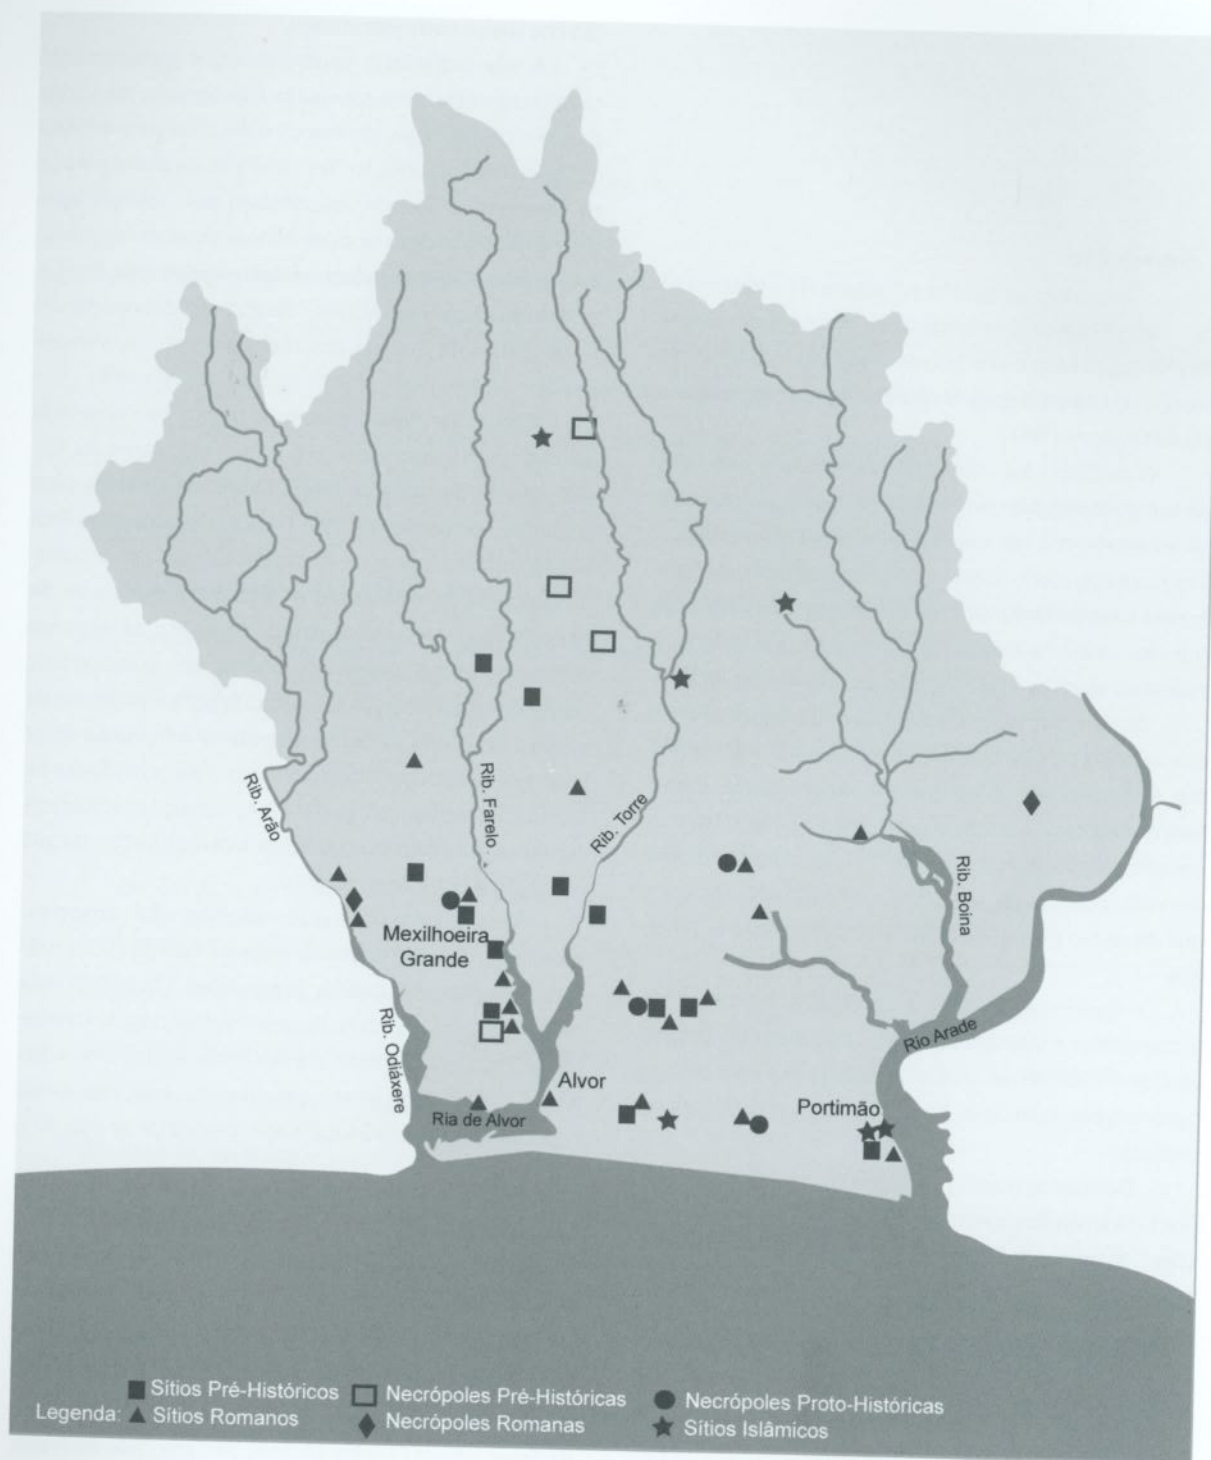 Rib. Arão
Rib. Farelo
Rib. Torre
Rib. Boina
Mexilhoeira
Grande
Rib. Odiáxere
Rio Arade
Alvor
Portimão
Ria de Alvor
Legenda:
Sítios Pré-Históricos
Necrópoles Pré-Históricas
Necrópoles Proto-Históricas
Sítios Romanos
Necrópoles Romanas
Sítios Islâmicos